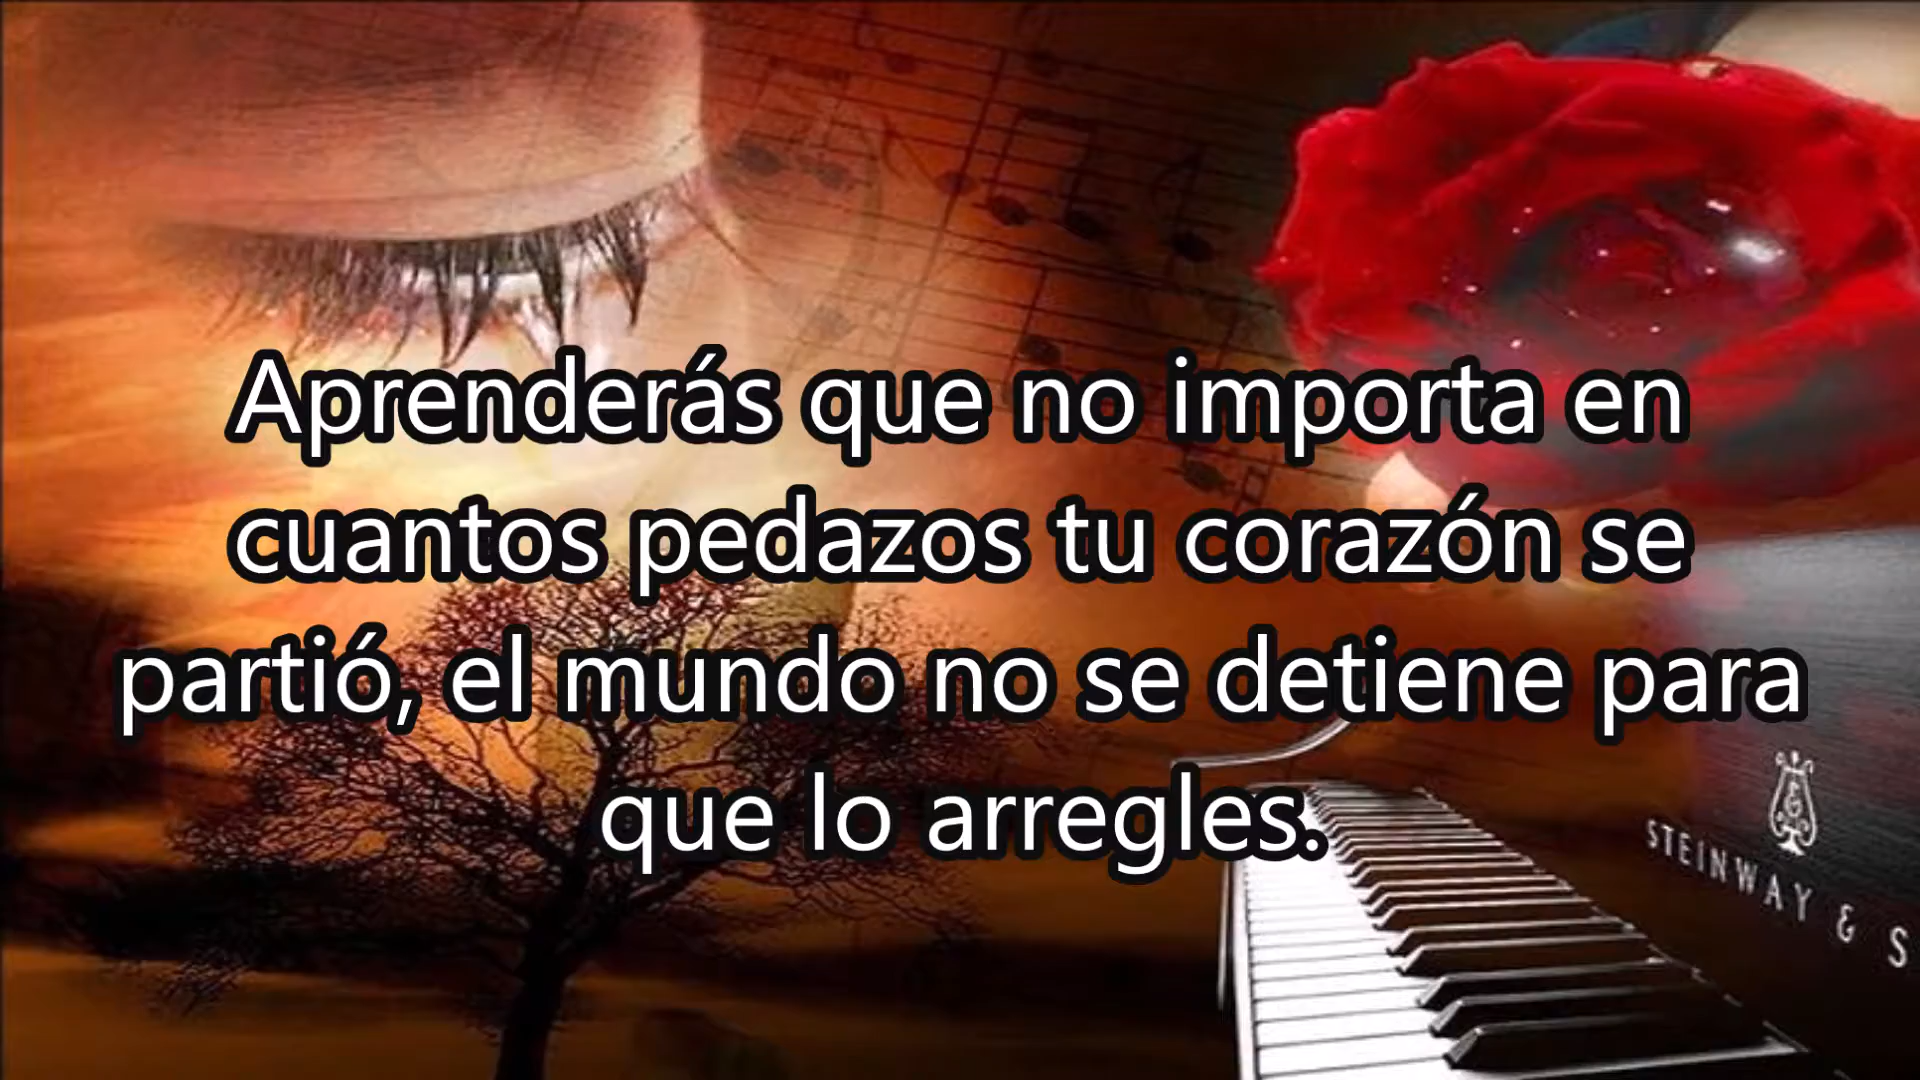 Aprenderás que no importa en
cuantos pedazos tu corazón se
partió, el mundo no se detiene para
que lo arregles.
STEINWAY & S